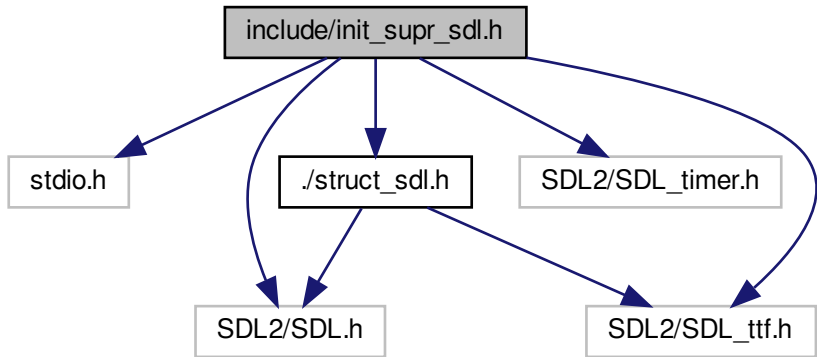 include/init_supr_sdl.h
stdio.h
./struct_sdl.h
SDL2/SDL_timer.h
SDL2/SDL.h
SDL2/SDL_ttf.h